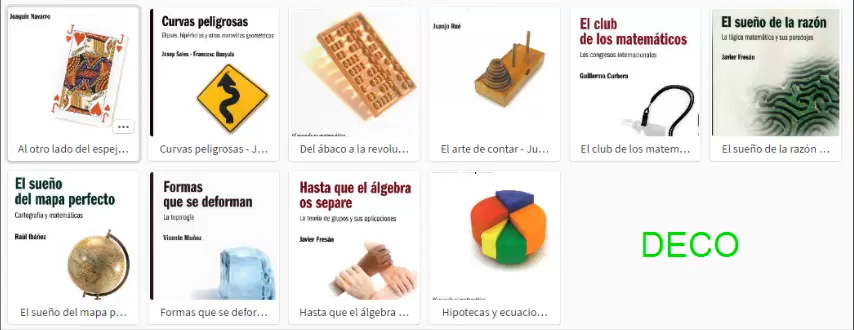 Joaquín Navarro
J
J
Al otro lado del espej...
Curvas peligrosas
Elipses, hipérbolas y otras maravillas geométricas
Josep Sales - Francesc Banyuls
Curvas peligrosas - J...
Del ábaco a la revolu...
Juanjo Rué
El arte de contar - Ju...
El club
de los matemáticos
Los congresos internacionales
Guillermo Curbera
El club de los matem...
El sueño de la razón
La lógica matemática y sus paradojas
Javier Fresán
El sueño de la razón ...
El sueño
del mapa perfecto
Cartografía y matemáticas
Raúl Ibáñez
El sueño del mapa p...
Formas
que se deforman
La topología
Vicente Muñoz
Formas que se defor...
Hasta que el álgebra
os separe
La teoría de grupos y sus aplicaciones
Javier Fresán
Hasta que el álgebra ...
Hipotecas y ecuacio...
DECO